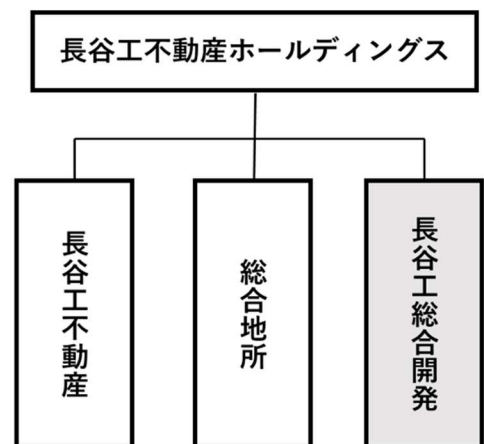 長谷工不動産ホールディングス
長谷工不動産
総合地所
長谷工総合開発